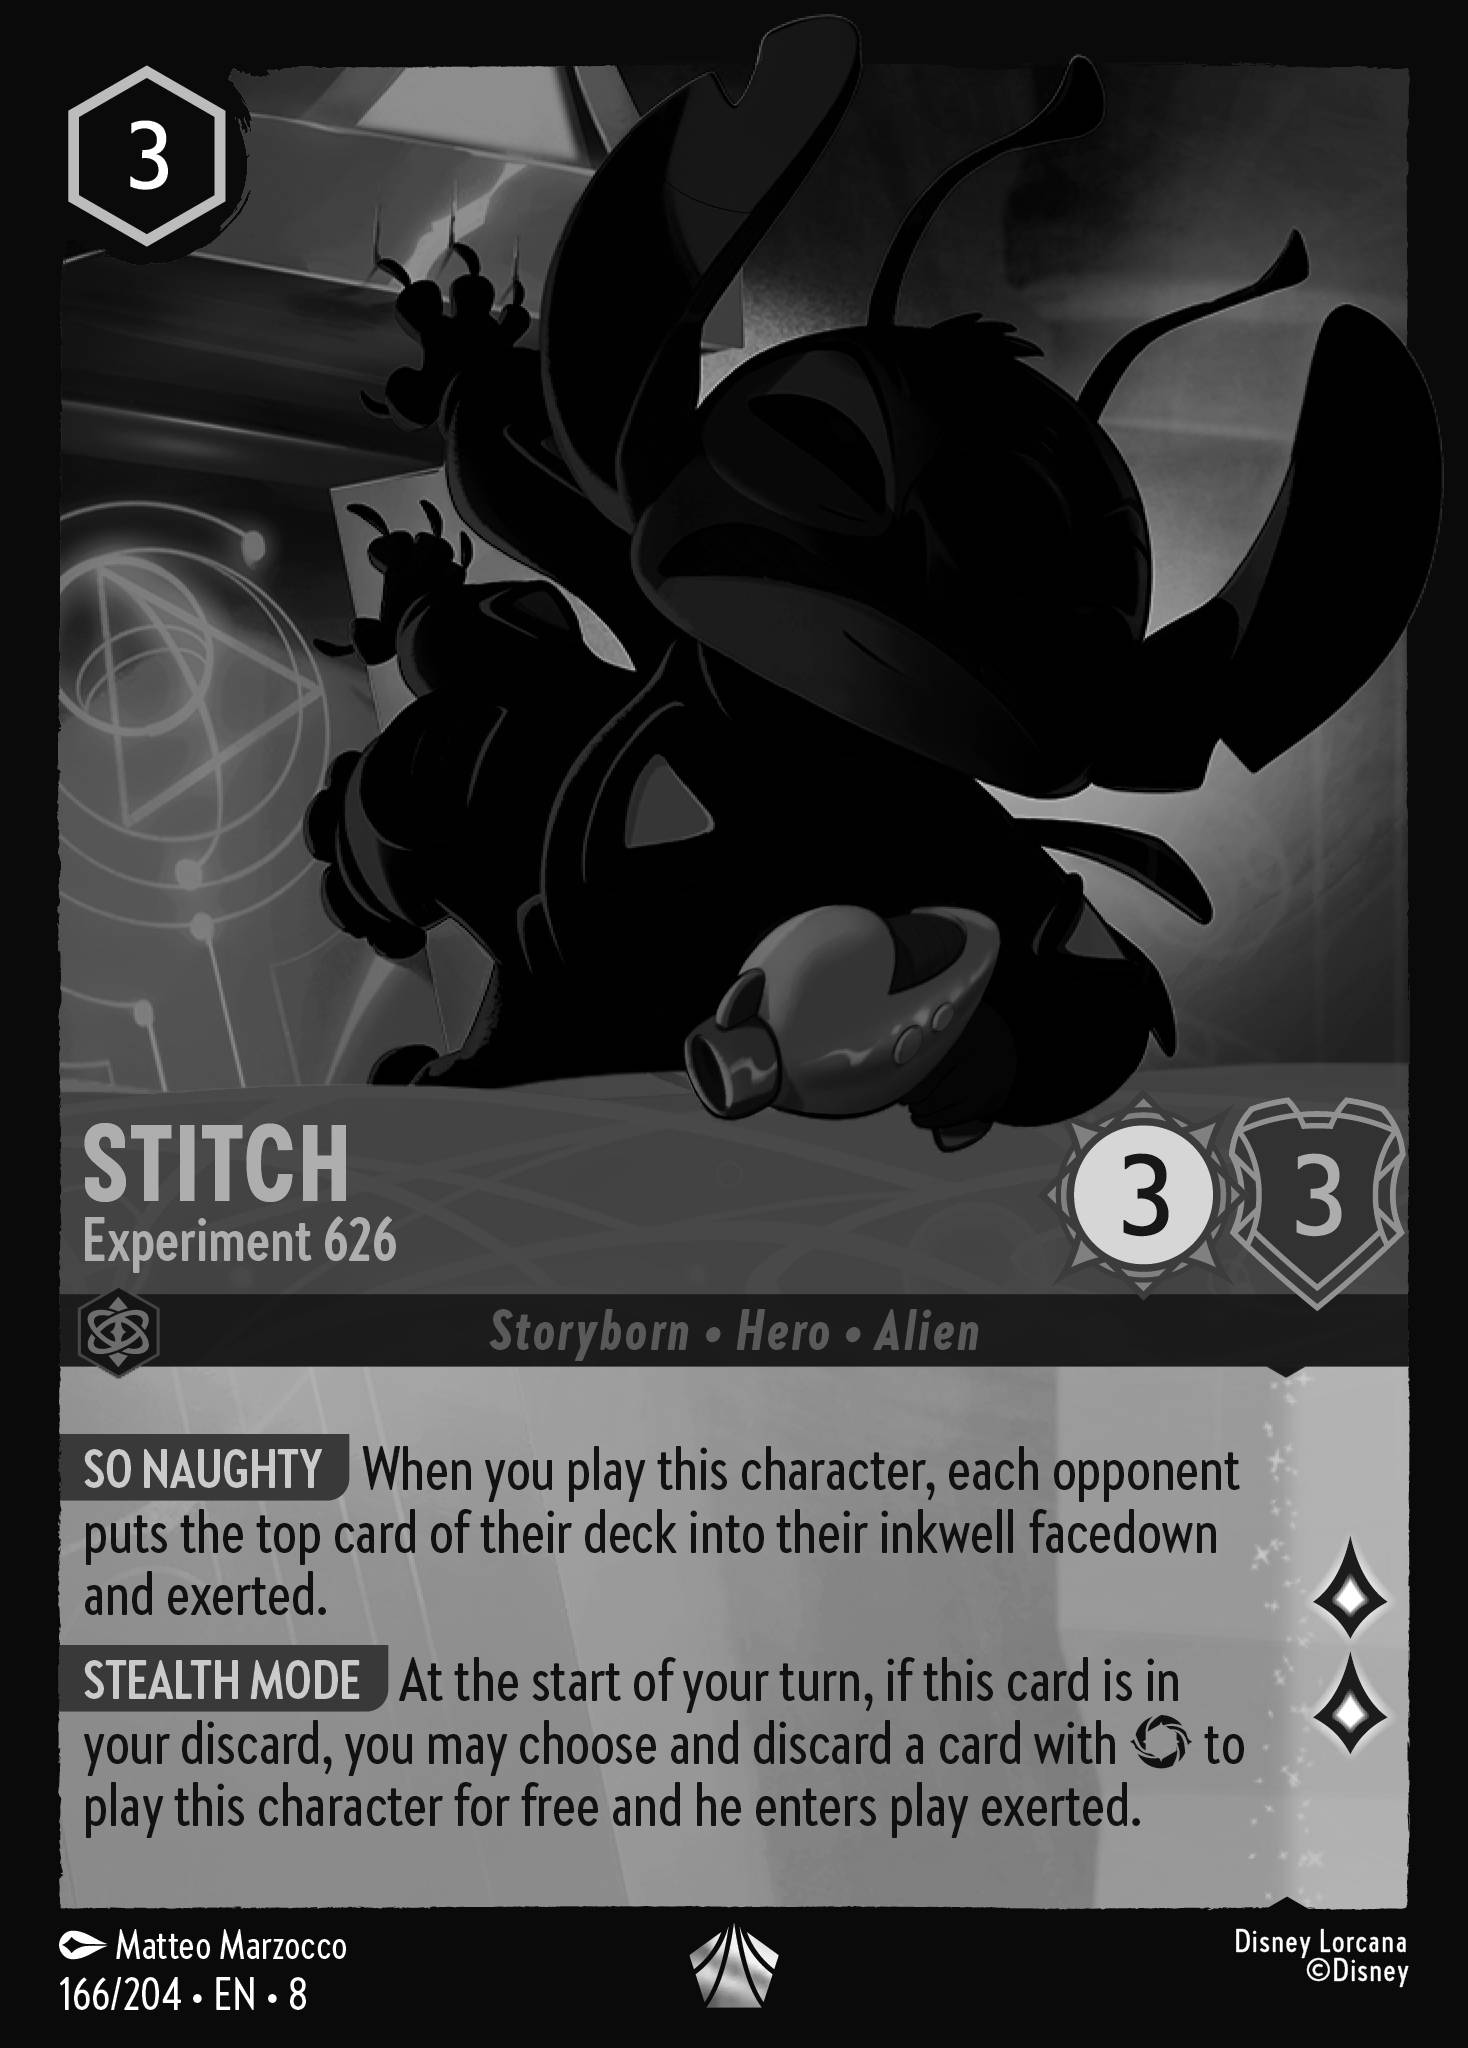 3
STITCH
Experiment 626
3 3
Storyborn • Hero • Alien
SO NAUGHTY When you play this character, each opponent
puts the top card of their deck into their inkwell facedown
and exerted.
STEALTH MODE At the start of your turn, if this card is in
your discard, you may choose and discard a card with to
play this character for free and he enters play exerted.
Matteo Marzocco
166/204 • EN • 8
Disney Lorcana
©Disney